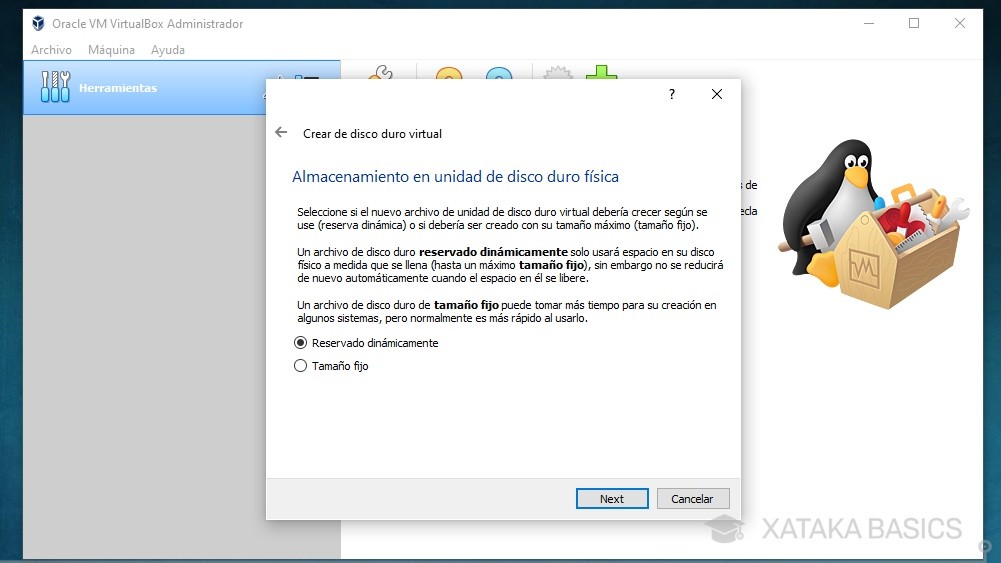 Oracle VM VirtualBox Administrador
Archivo Máquina Ayuda
Herramientas
?
Crear de disco duro virtual
Almacenamiento en unidad de disco duro física
Seleccione si el nuevo archivo de unidad de disco duro virtual debería crecer según se
use (reserva dinámica) o si debería ser creado con su tamaño máximo (tamaño fijo).
Un archivo de disco duro reservado dinámicamente solo usará espacio en su disco
físico a medida que se llena (hasta un máximo tamaño fijo), sin embargo no se reducirá
de nuevo automáticamente cuando el espacio en él se libere.
Un archivo de disco duro de tamaño fijo puede tomar más tiempo para su creación en
algunos sistemas, pero normalmente es más rápido al usarlo.
Reservado dinámicamente
Tamaño fijo
Next Cancelar
de
XATAKA BASICS